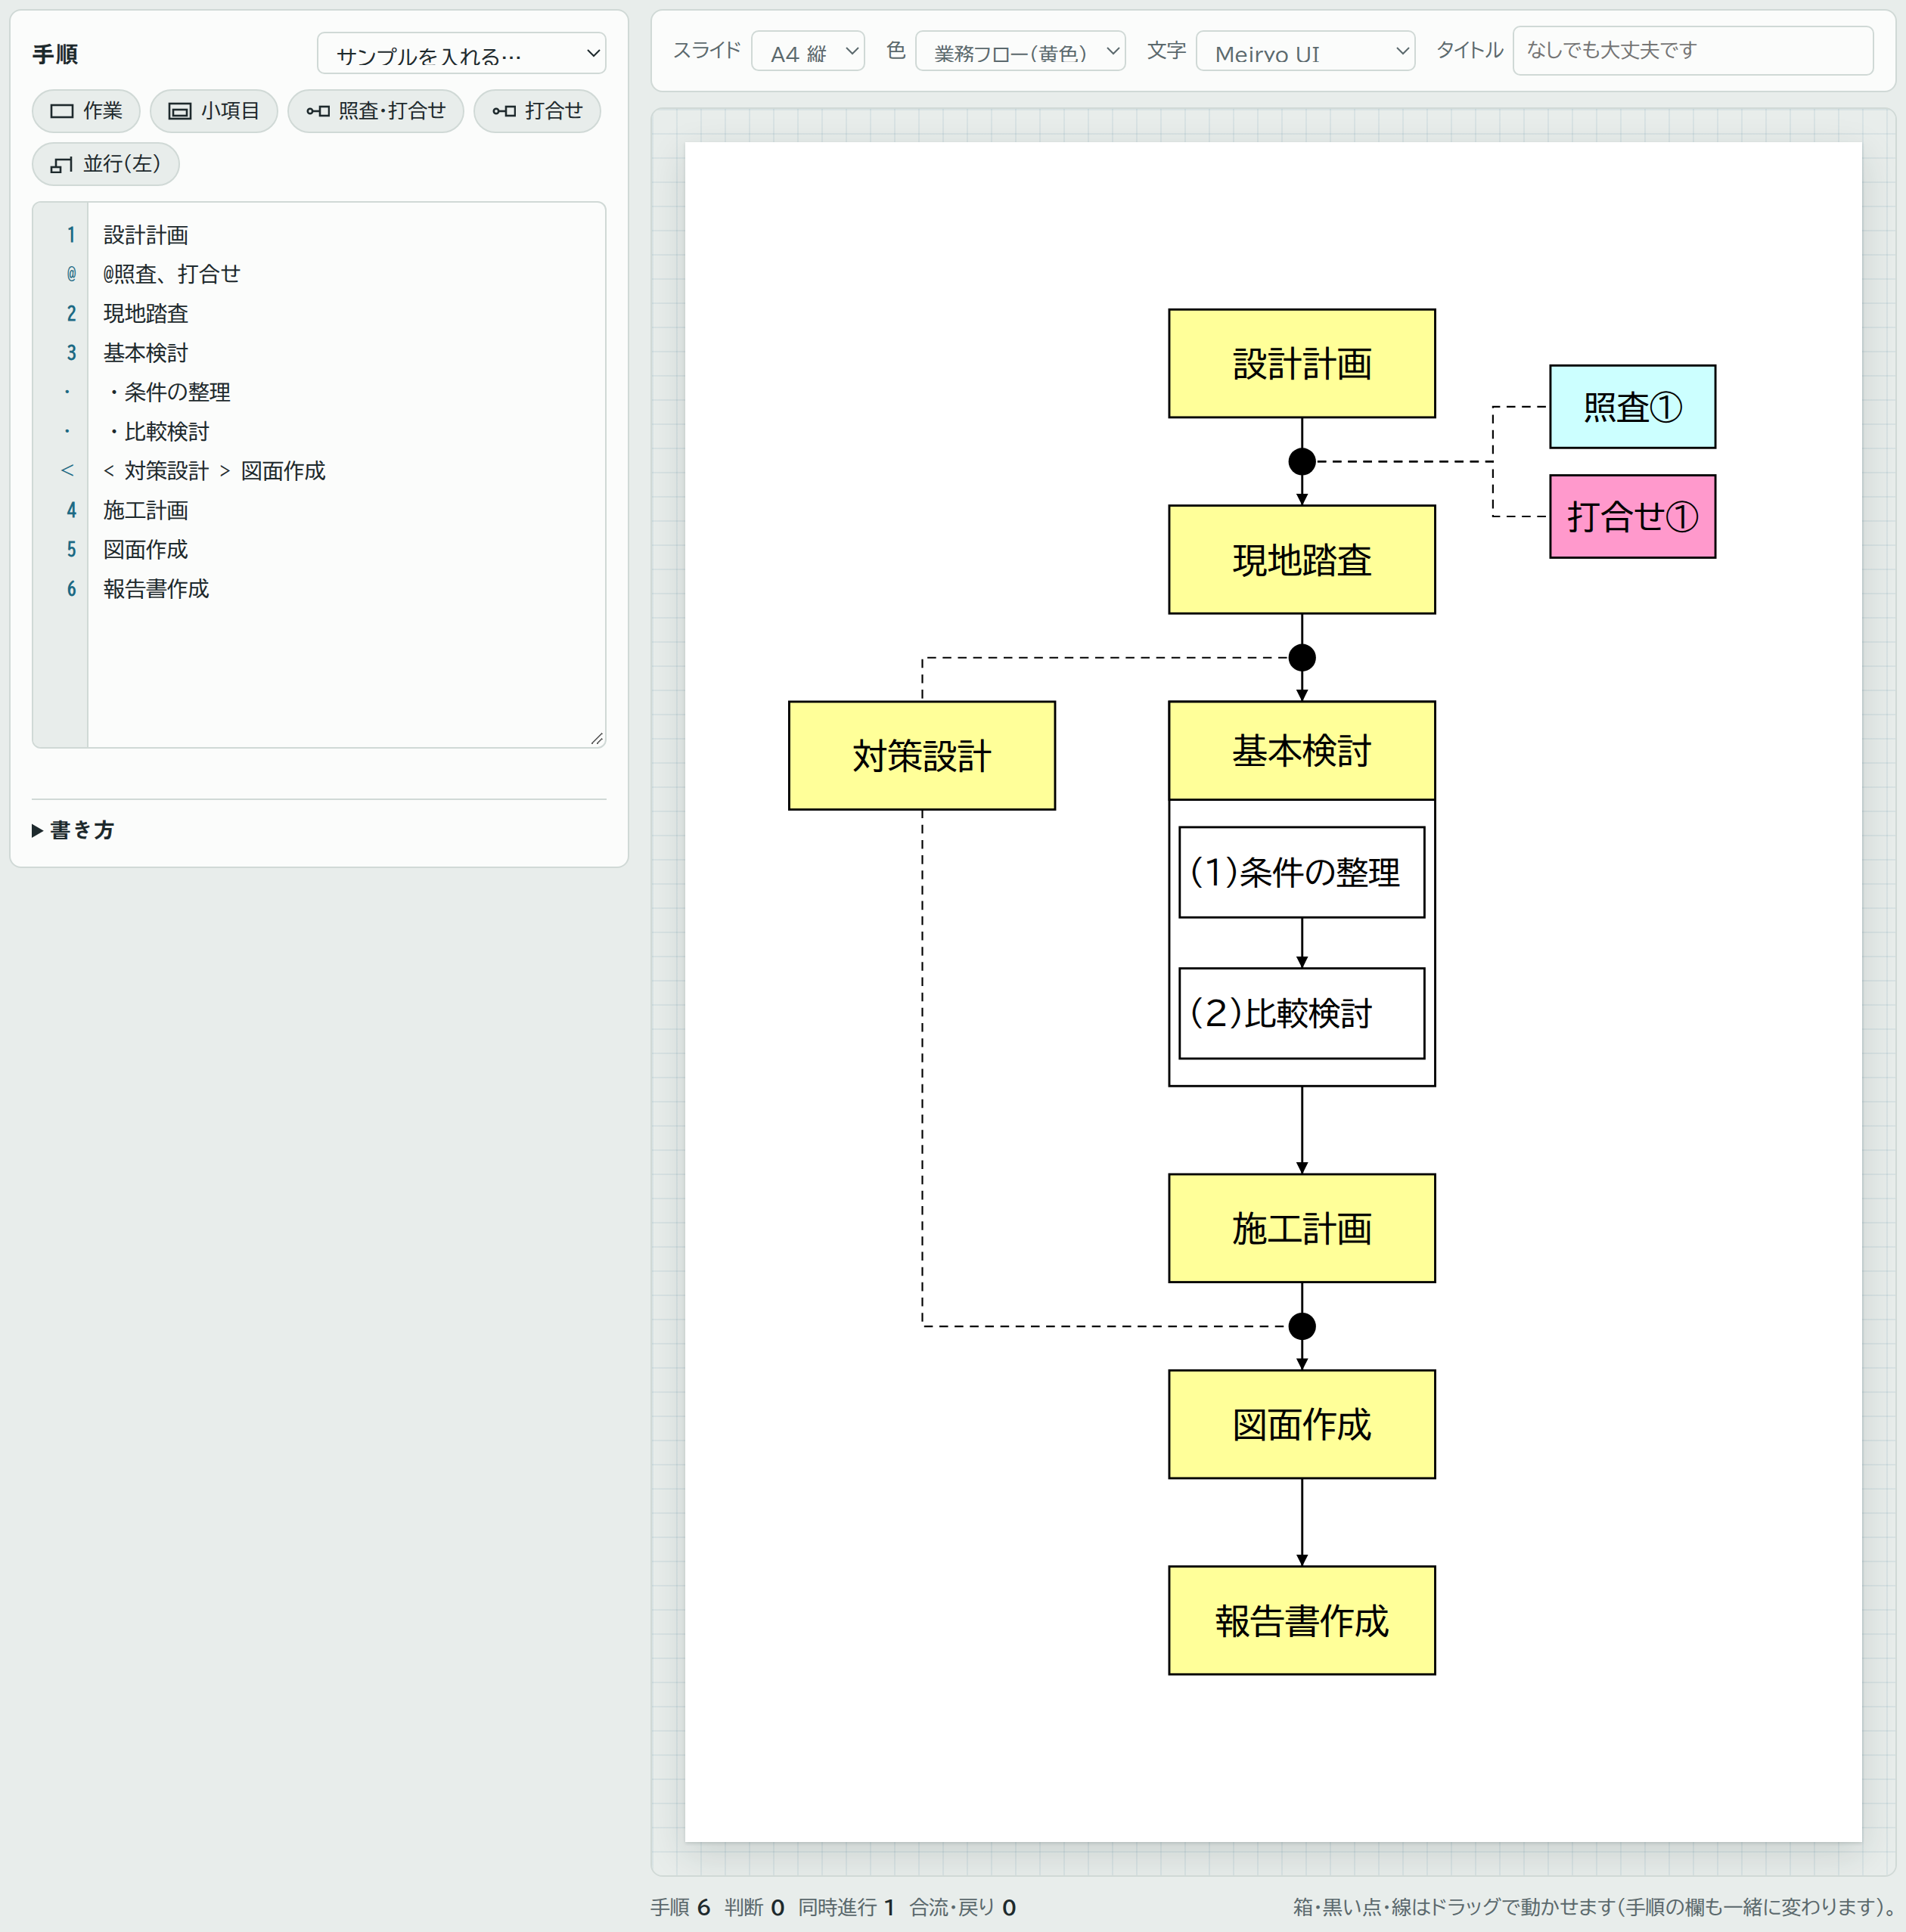 手順
サンプルを入れる…
作業 小項目 照査・打合せ 打合せ
並行（左）
1 設計計画
@ @照査、打合せ
2 現地踏査
3 基本検討
・ ・条件の整理
・ ・比較検討
< < 対策設計 > 図面作成
4 施工計画
5 図面作成
6 報告書作成
書き方
スライド A4 縦 色 業務フロー（黄色） 文字 Meiryo UI タイトル なしでも大丈夫です
設計計画
照査①
打合せ①
現地踏査
対策設計
基本検討
(1)条件の整理
(2)比較検討
施工計画
図面作成
報告書作成
手順 6 判断 0 同時進行 1 合流・戻り 0
箱・黒い点・線はドラッグで動かせます（手順の欄も一緒に変わります）。